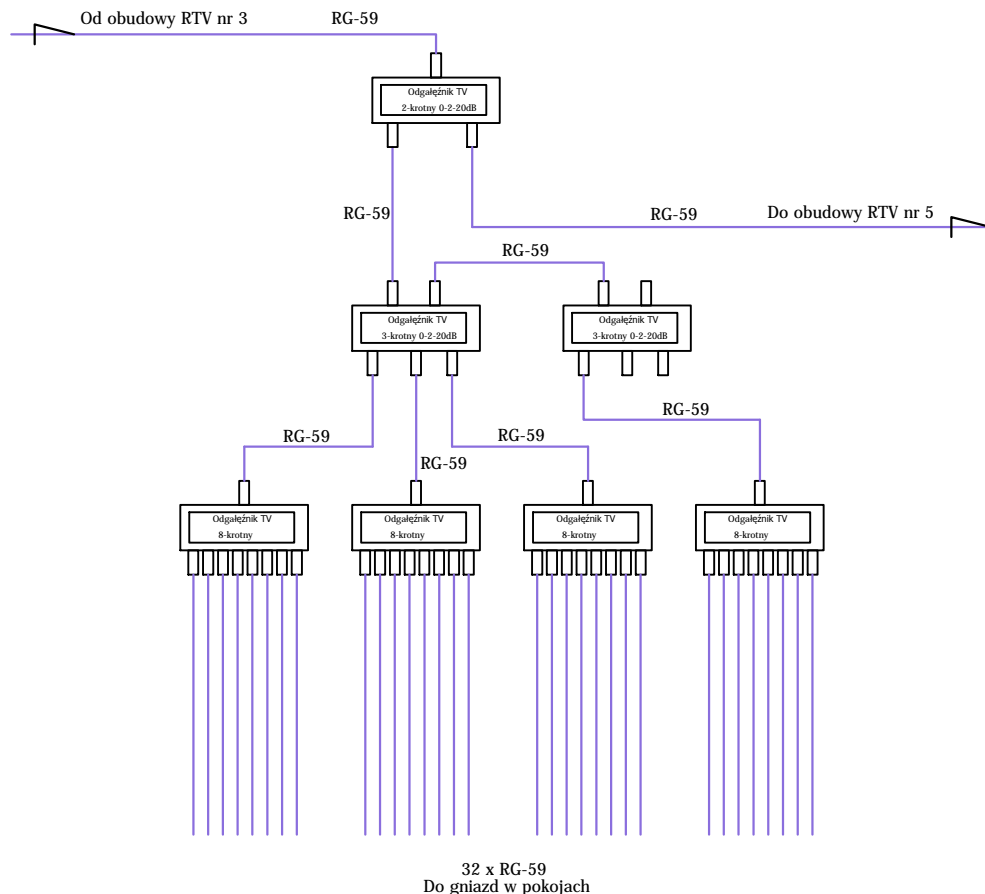 Od obudowy RTV nr 3
RG-59
Odgałęźnik TV
2-krotny 0-2-20dB
RG-59
RG-59
Do obudowy RTV nr 5
RG-59
Odgałęźnik TV
3-krotny 0-2-20dB
Odgałęźnik TV
3-krotny 0-2-20dB
RG-59
RG-59
RG-59
RG-59
Odgałęźnik TV
8-krotny
Odgałęźnik TV
8-krotny
Odgałęźnik TV
8-krotny
Odgałęźnik TV
8-krotny
32 x RG-59
Do gniazd w pokojach